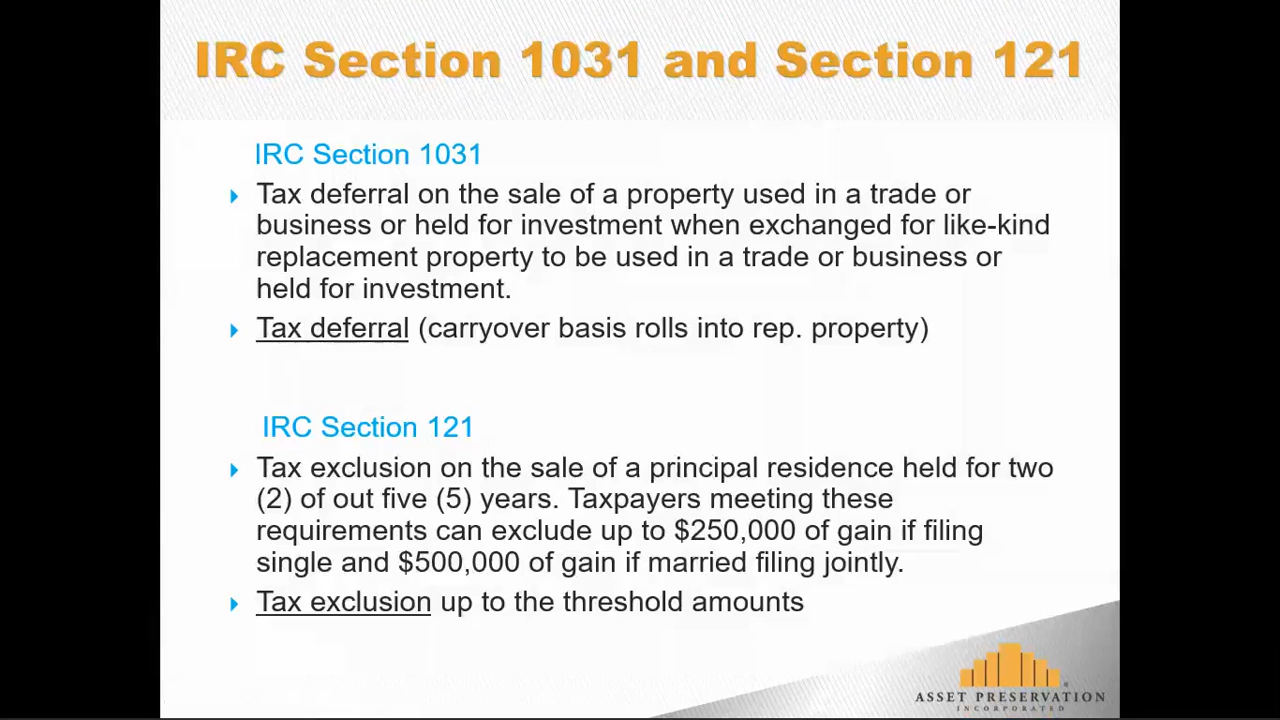 IRC Section 1031 and Section 121
IRC Section 1031
Tax deferral on the sale of a property used in a trade or
business or held for investment when exchanged for like-kind
replacement property to be used in a trade or business or
held for investment.
Tax deferral (carryover basis rolls into rep. property)
IRC Section 121
Tax exclusion on the sale of a principal residence held for two
(2) of out five (5) years. Taxpayers meeting these
requirements can exclude up to $250,000 of gain if filing
single and $500,000 of gain if married filing jointly.
Tax exclusion up to the threshold amounts
ASSET PRESERVATION
INCORPORATED